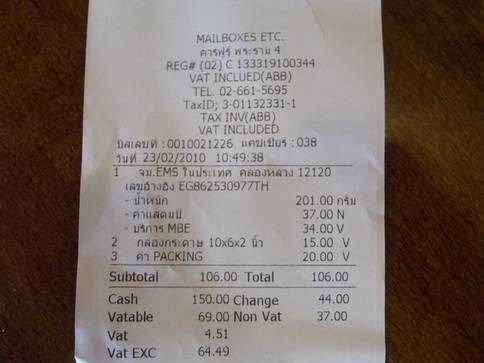 MAILBOXES ETC.
คาร์ฟูร์ พระราม 4
REG# (02) C 133319100344
VAT INCLUED(ABB)
TEL. 02-661-5695
TaxID; 3-01132331-1
TAX INV(ABB)
VAT INCLUDED
บิลเลขที่ : 0010021226 แคชเชียร์ : 038
วันที่ 23/02/2010 10:49:38
1 จม.EMS ในประเทศ คลองหลวง 12120
เลขอ้างอิง EG862530977TH
- น้ำหนัก 201.00 กรัม
- ค่าแสตมป์ 37.00 N
- บริการ MBE 34.00 V
2 กล่องกระดาษ 10x6x2 นิ้ว 15.00 V
3 ค่า PACKING 20.00 V
Subtotal 106.00 Total 106.00
Cash 150.00 Change 44.00
Vatable 69.00 Non Vat 37.00
Vat 4.51
Vat EXC 64.49